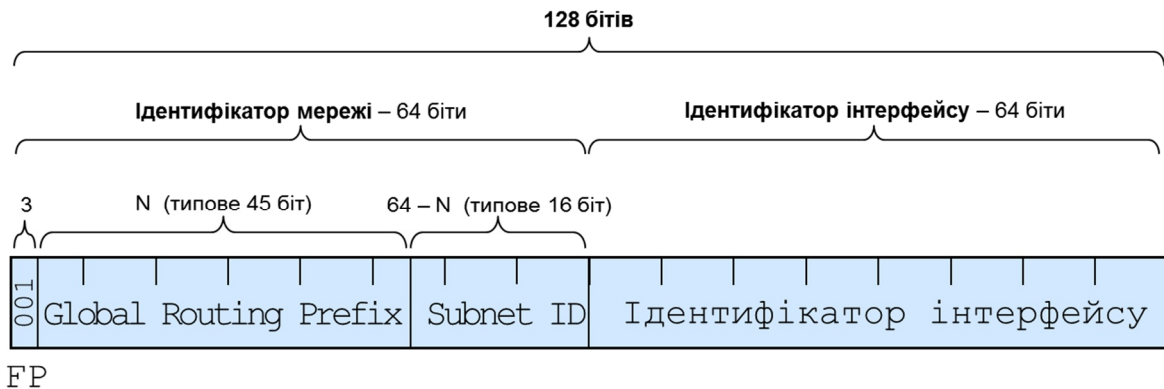 128 бітів
Ідентифікатор мережі – 64 біти
Ідентифікатор інтерфейсу – 64 біти
3
N (типове 45 біт)
64 – N (типове 16 біт)
001
Global Routing Prefix
Subnet ID
Ідентифікатор інтерфейсу
FP